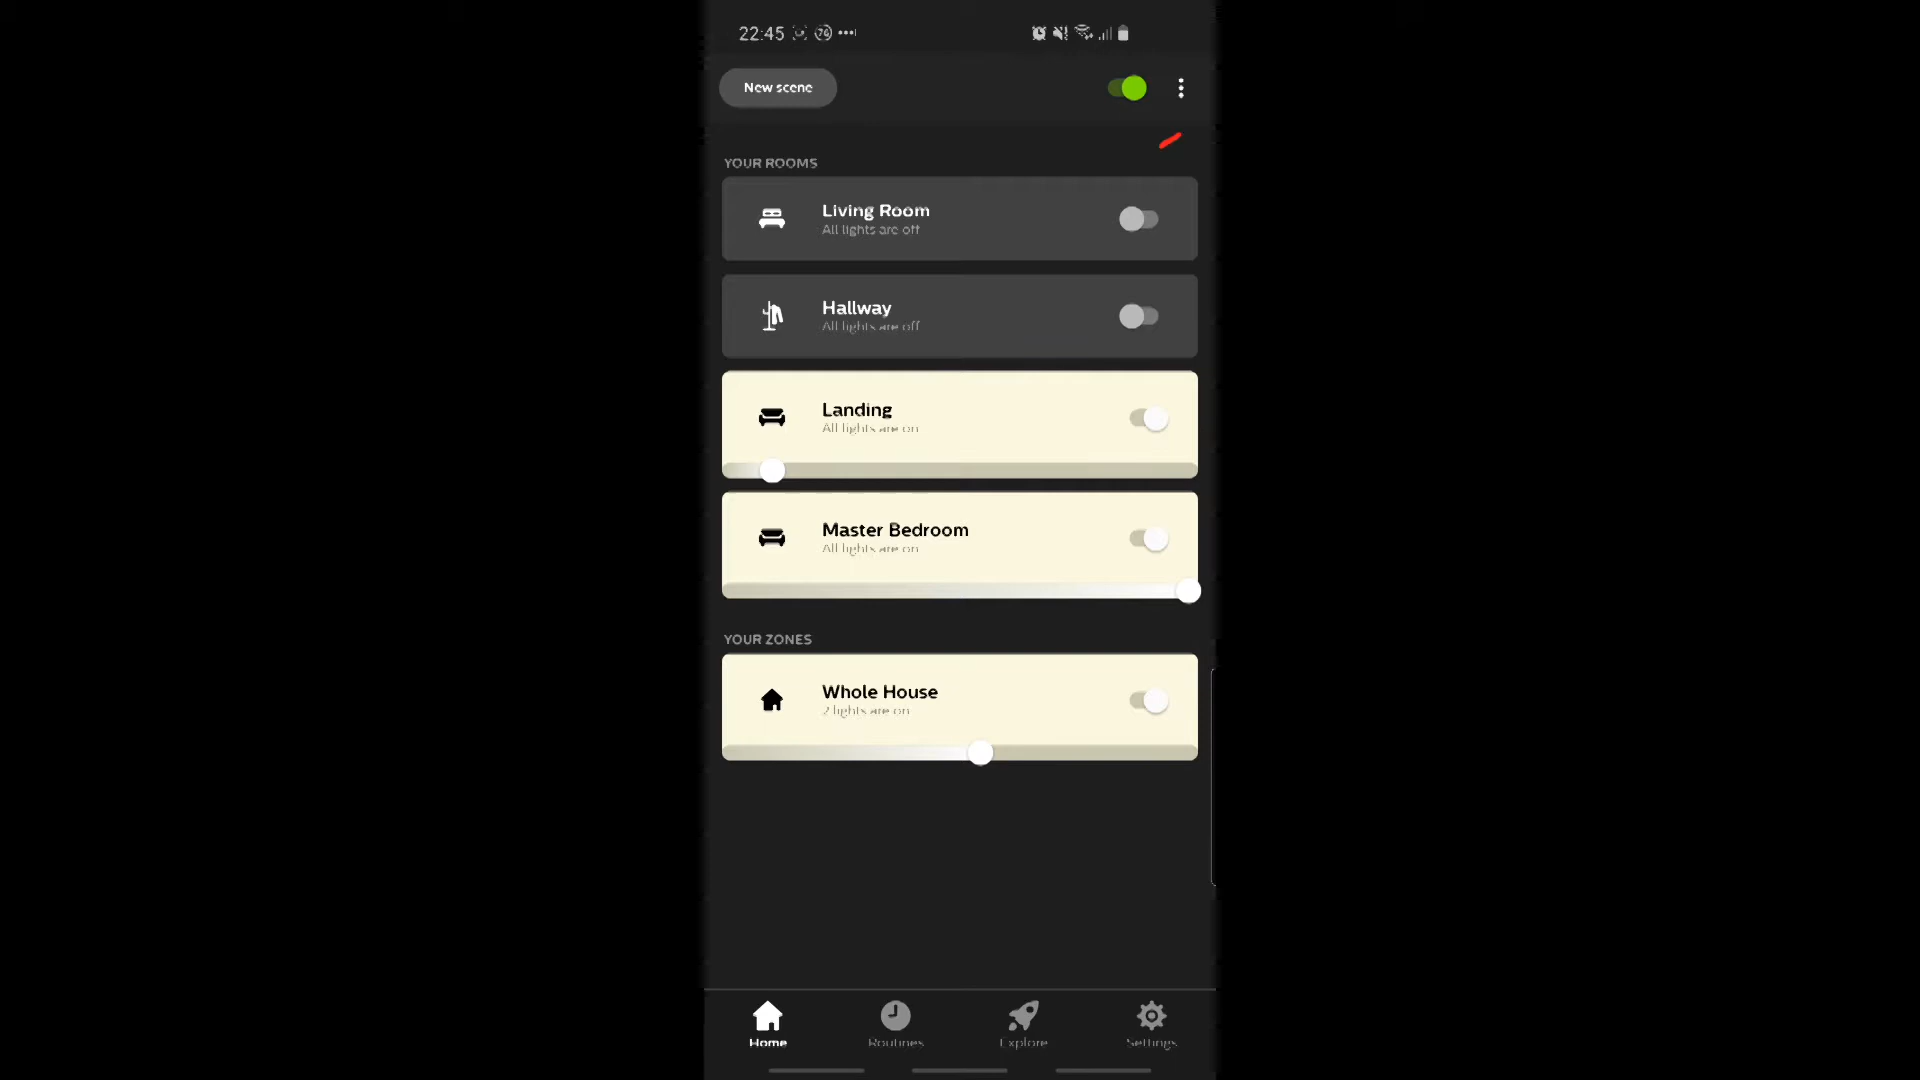 22:45
76
New scene
YOUR ROOMS
Living Room
All lights are off
Hallway
All lights are off
Landing
All lights are on
Master Bedroom
All lights are on
YOUR ZONES
Whole House
2 lights are on
Home
Routines
Explore
Settings